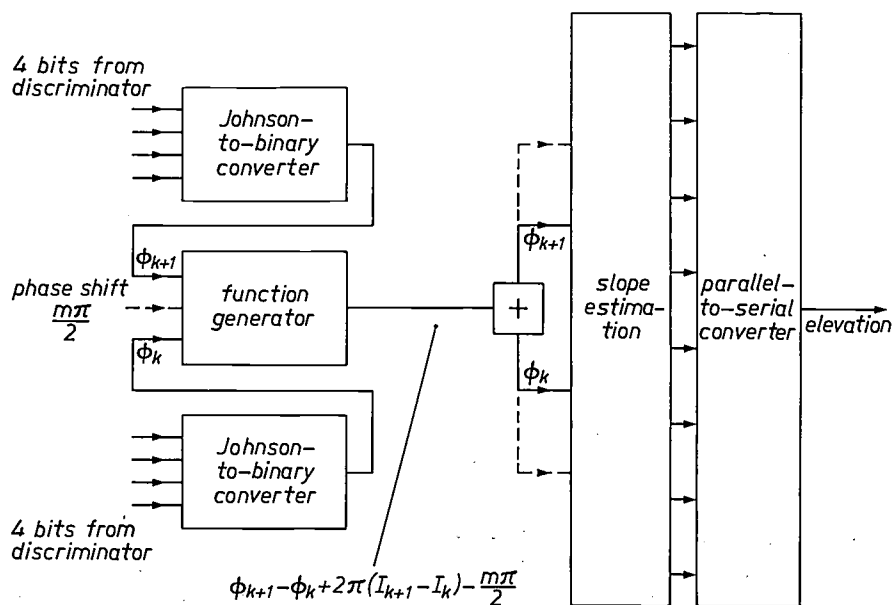 4 bits from
discriminator
Johnson-
to-binary
converter
ϕk+1
phase shift
mπ/2
ϕk
function
generator
+
ϕk+1
ϕk
slope
estima-
tion
parallel-
to-serial
converter
elevation
Johnson-
to-binary
converter
4 bits from
discriminator
ϕk+1−ϕk+2π(Ik+1−Ik)−mπ/2